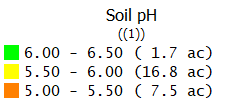 Soil pH
((1))
6.00 - 6.50 ( 1.7 ac)
5.50 - 6.00 (16.8 ac)
5.00 - 5.50 ( 7.5 ac)